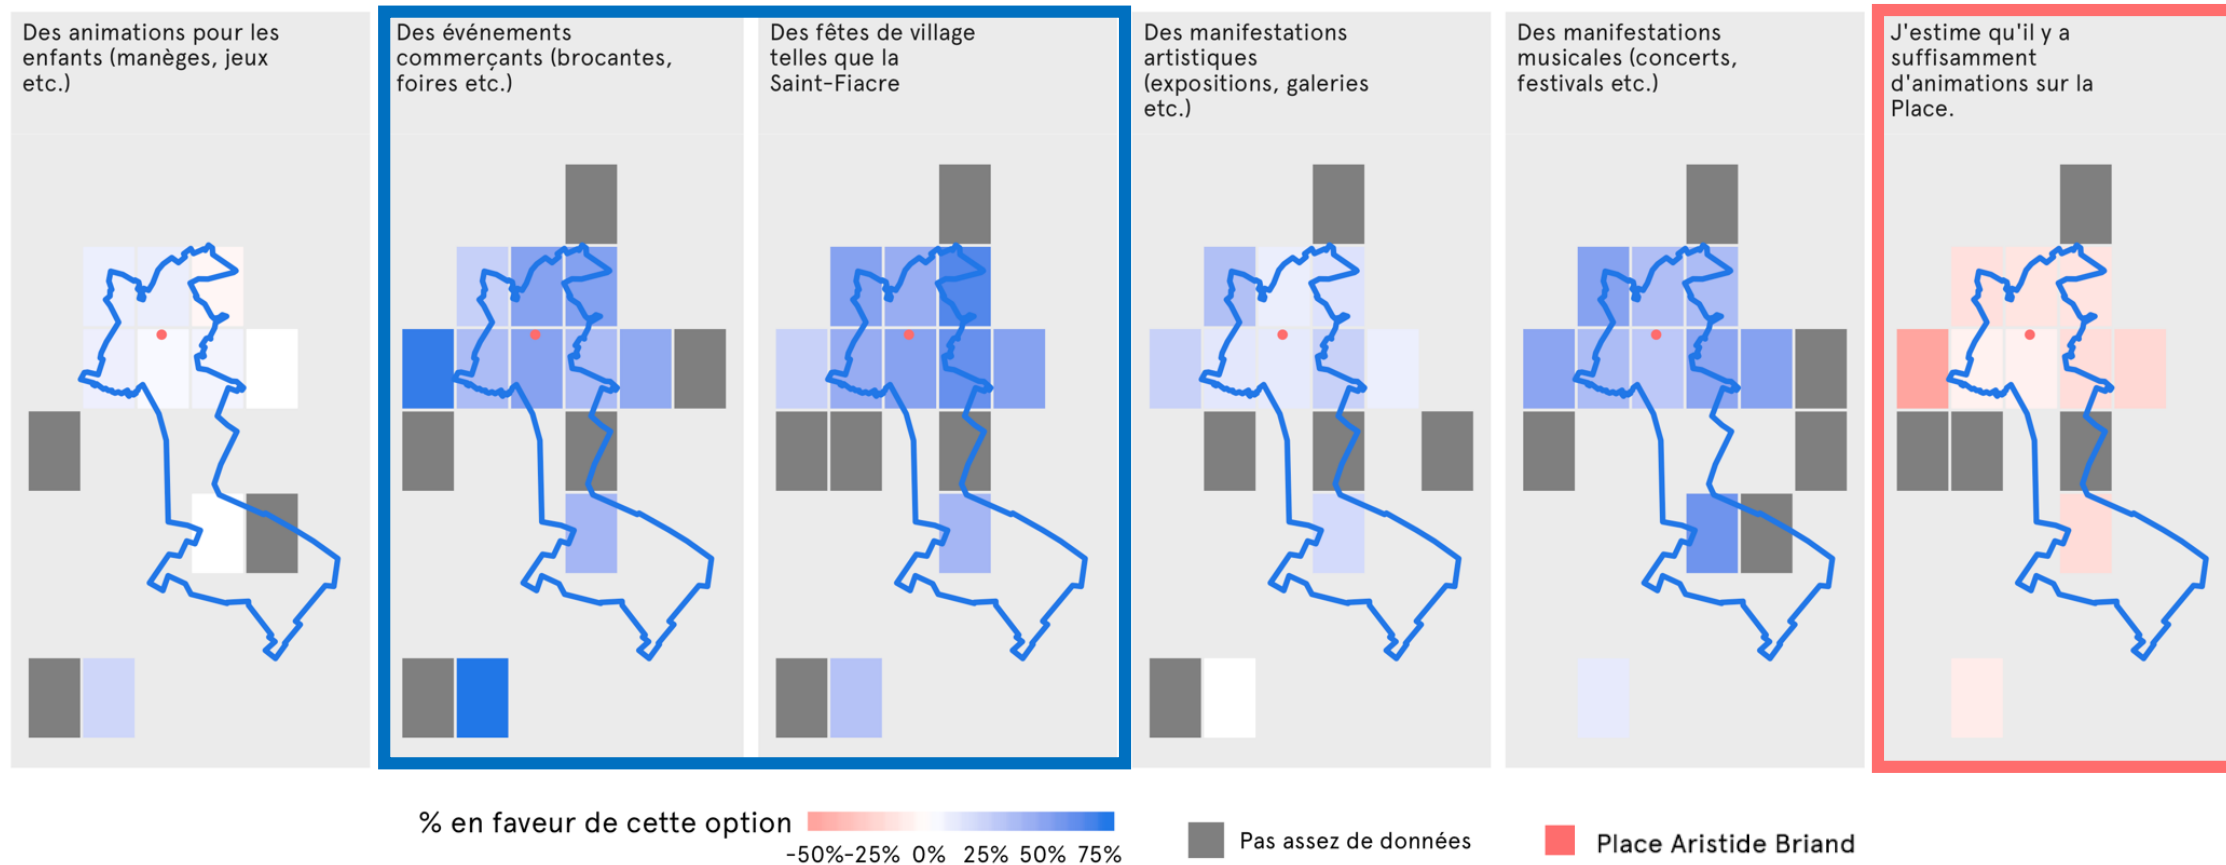 Des animations pour les
enfants (manèges, jeux
etc.)
Des événements
commerçants (brocantes,
foires etc.)
Des fêtes de village
telles que la
Saint-Fiacre
Des manifestations
artistiques
(expositions, galeries
etc.)
Des manifestations
musicales (concerts,
festivals etc.)
J'estime qu'il y a
suffisamment
d'animations sur la
Place.
% en faveur de cette option
-50% -25% 0% 25% 50% 75%
Pas assez de données
Place Aristide Briand